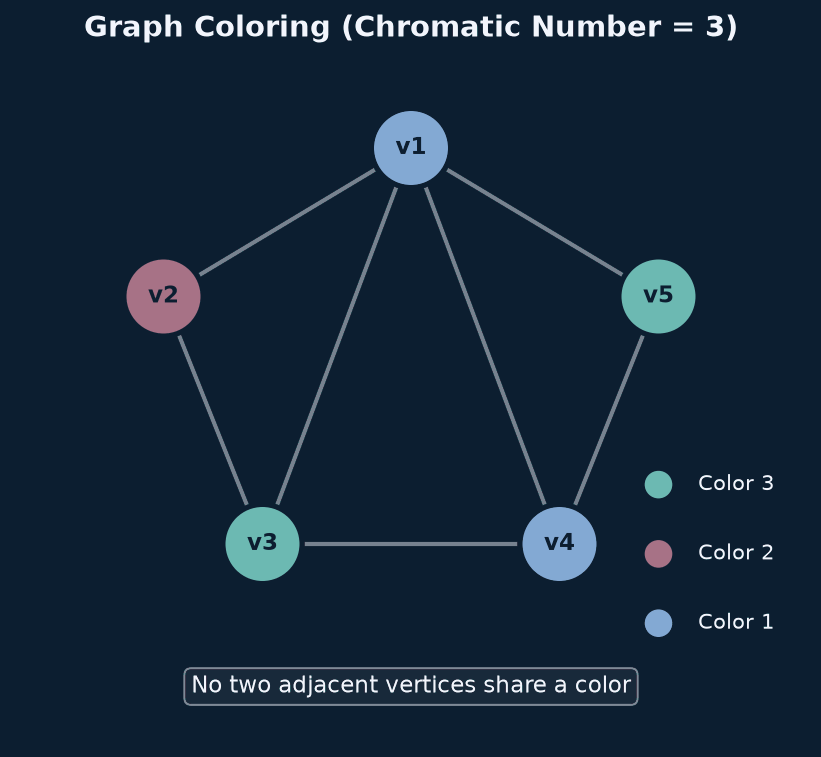 Graph Coloring (Chromatic Number = 3)
v1
v2
v5
v3
v4
Color 3
Color 2
Color 1
No two adjacent vertices share a color